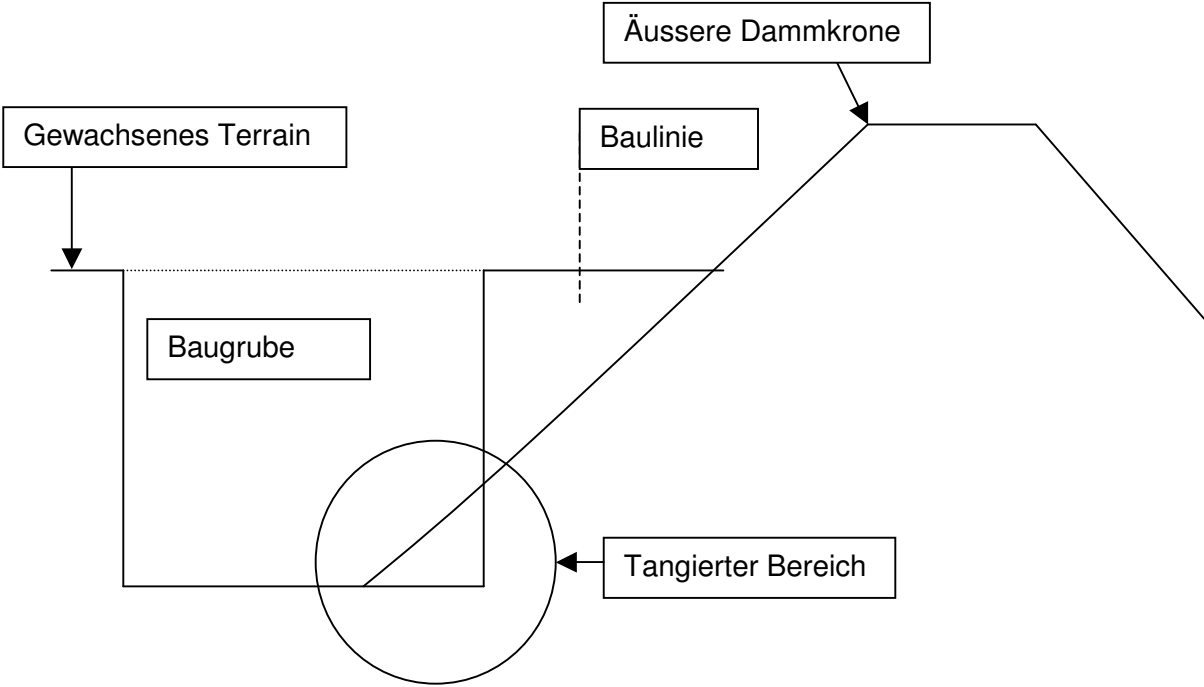 Äussere Dammkrone
Gewachsenes Terrain
Baulinie
Baugrube
Tangierter Bereich